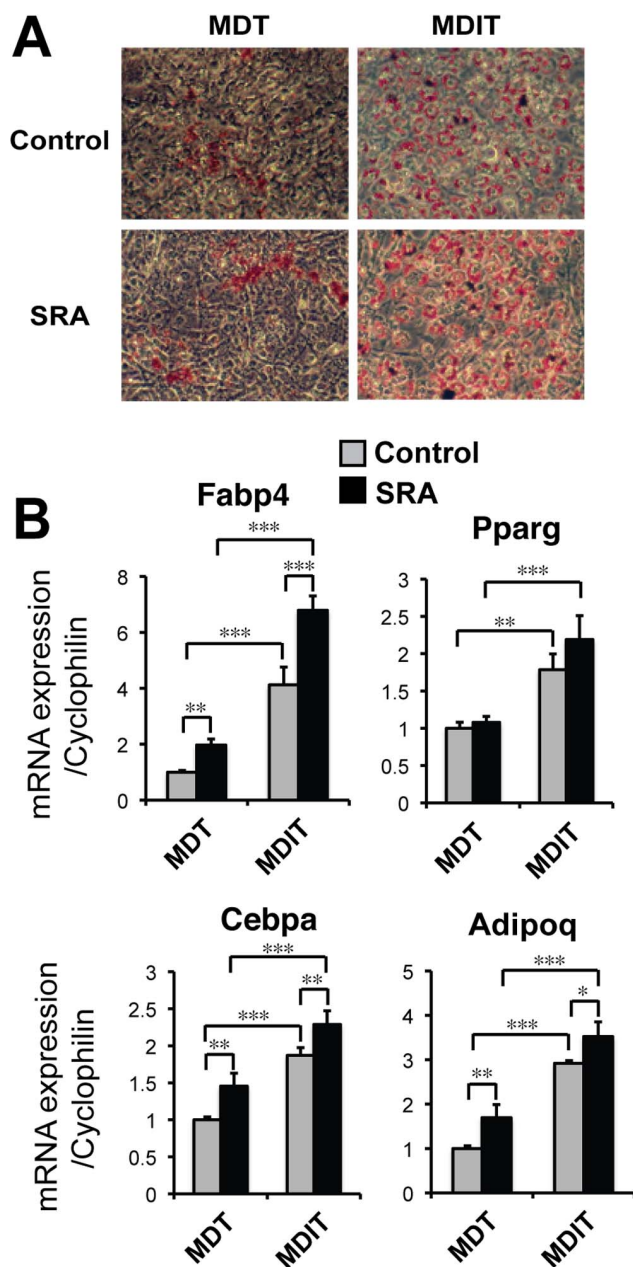 A
MDT MDIT
Control
SRA
Control
SRA
B
Fabp4
mRNA expression
/Cyclophilin
8
6
4
2
0
**
***
***
***
MDT MDIT
Pparg
3
2.5
2
1.5
1
0.5
0
**
***
MDT MDIT
Cebpa
mRNA expression
/Cyclophilin
3
2.5
2
1.5
1
0.5
0
**
***
***
**
MDT MDIT
Adipoq
5
4
3
2
1
0
**
***
***
*
MDT MDIT